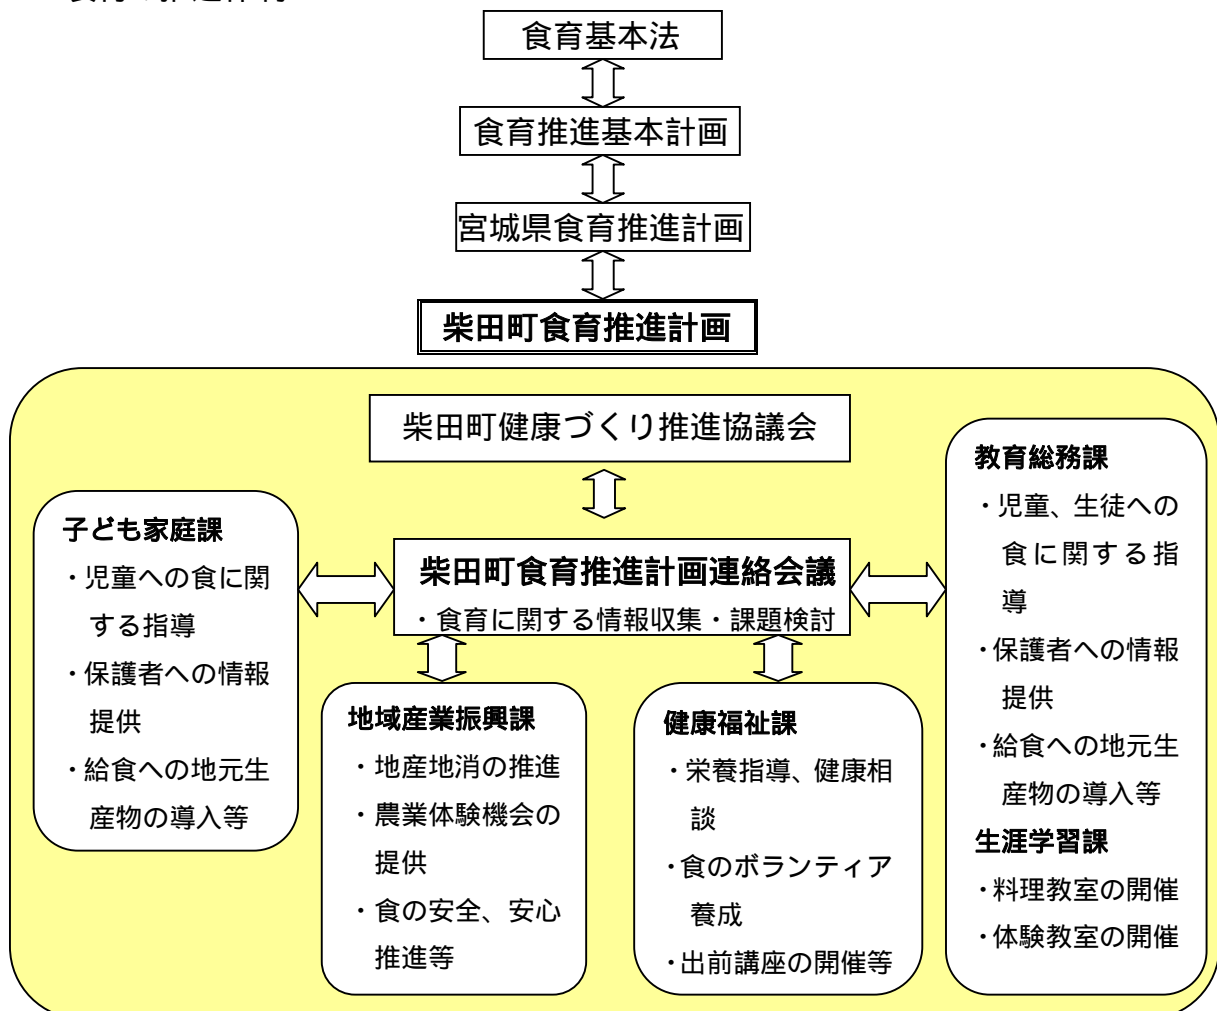 食育基本法
食育推進基本計画
宮城県食育推進計画
柴田町食育推進計画
柴田町健康づくり推進協議会
柴田町食育推進計画連絡会議
・食育に関する情報収集・課題検討
子ども家庭課
・児童への食に関
する指導
・保護者への情報
提供
・給食への地元生
産物の導入等
地域産業振興課
・地産地消の推進
・農業体験機会の
提供
・食の安全、安心
推進等
健康福祉課
・栄養指導、健康相
談
・食のボランティア
養成
・出前講座の開催等
教育総務課
・児童、生徒への
食に関する指
導
・保護者への情報
提供
・給食への地元生
産物の導入等
生涯学習課
・料理教室の開催
・体験教室の開催